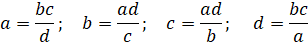 a = bc/d; b = ad/c; c = ad/b; d = bc/a